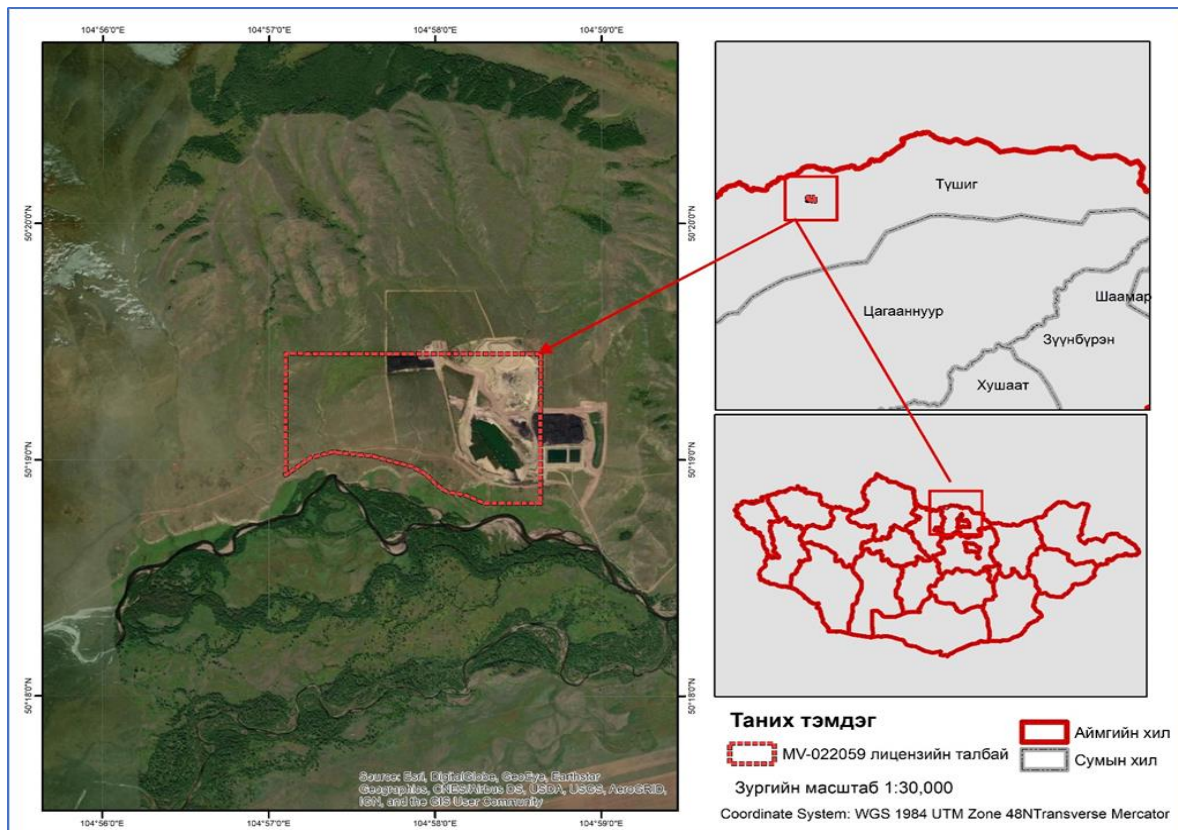 104°56'0"E 104°57'0"E 104°58'0"E 104°59'0"E
50°20'0"N
50°20'0"N
50°19'0"N
50°19'0"N
50°18'0"N
50°18'0"N
Source: Esri, DigitalGlobe, GeoEye, Earthstar
Geographics, CNES/Airbus DS, USDA, USGS, AeroGRID,
IGN, and the GIS User Community
104°56'0"E 104°57'0"E 104°58'0"E 104°59'0"E
Түшиг
Цагааннуур
Шаамар
Зүүнбүрэн
Хушаат
Таних тэмдэг
MV-022059 лицензийн талбай
Аймгийн хил
Сумын хил
Зургийн масштаб 1:30,000
Coordinate System: WGS 1984 UTM Zone 48NTransverse Mercator